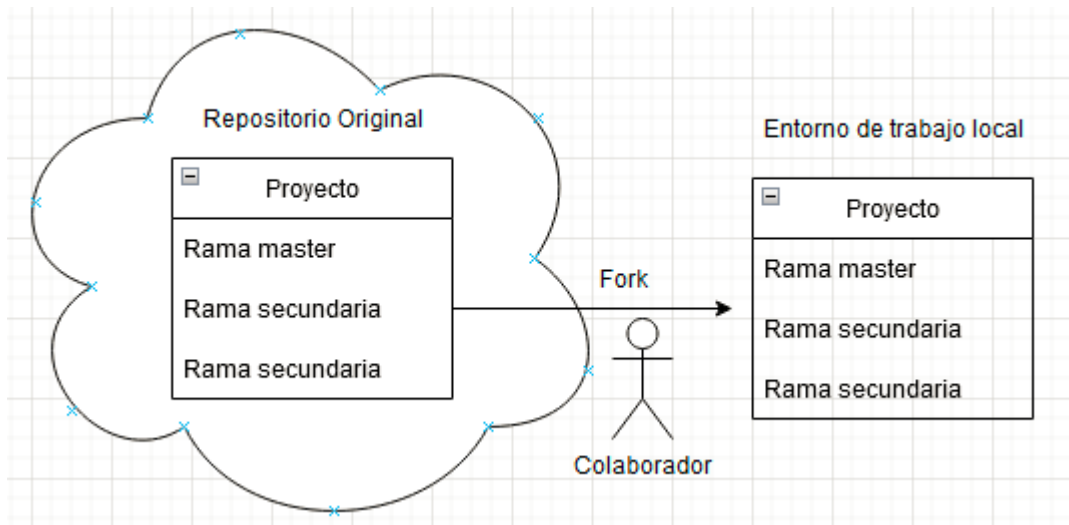 Repositorio Original
Proyecto
Rama master
Rama secundaria
Rama secundaria
Fork
Colaborador
Entorno de trabajo local
Proyecto
Rama master
Rama secundaria
Rama secundaria